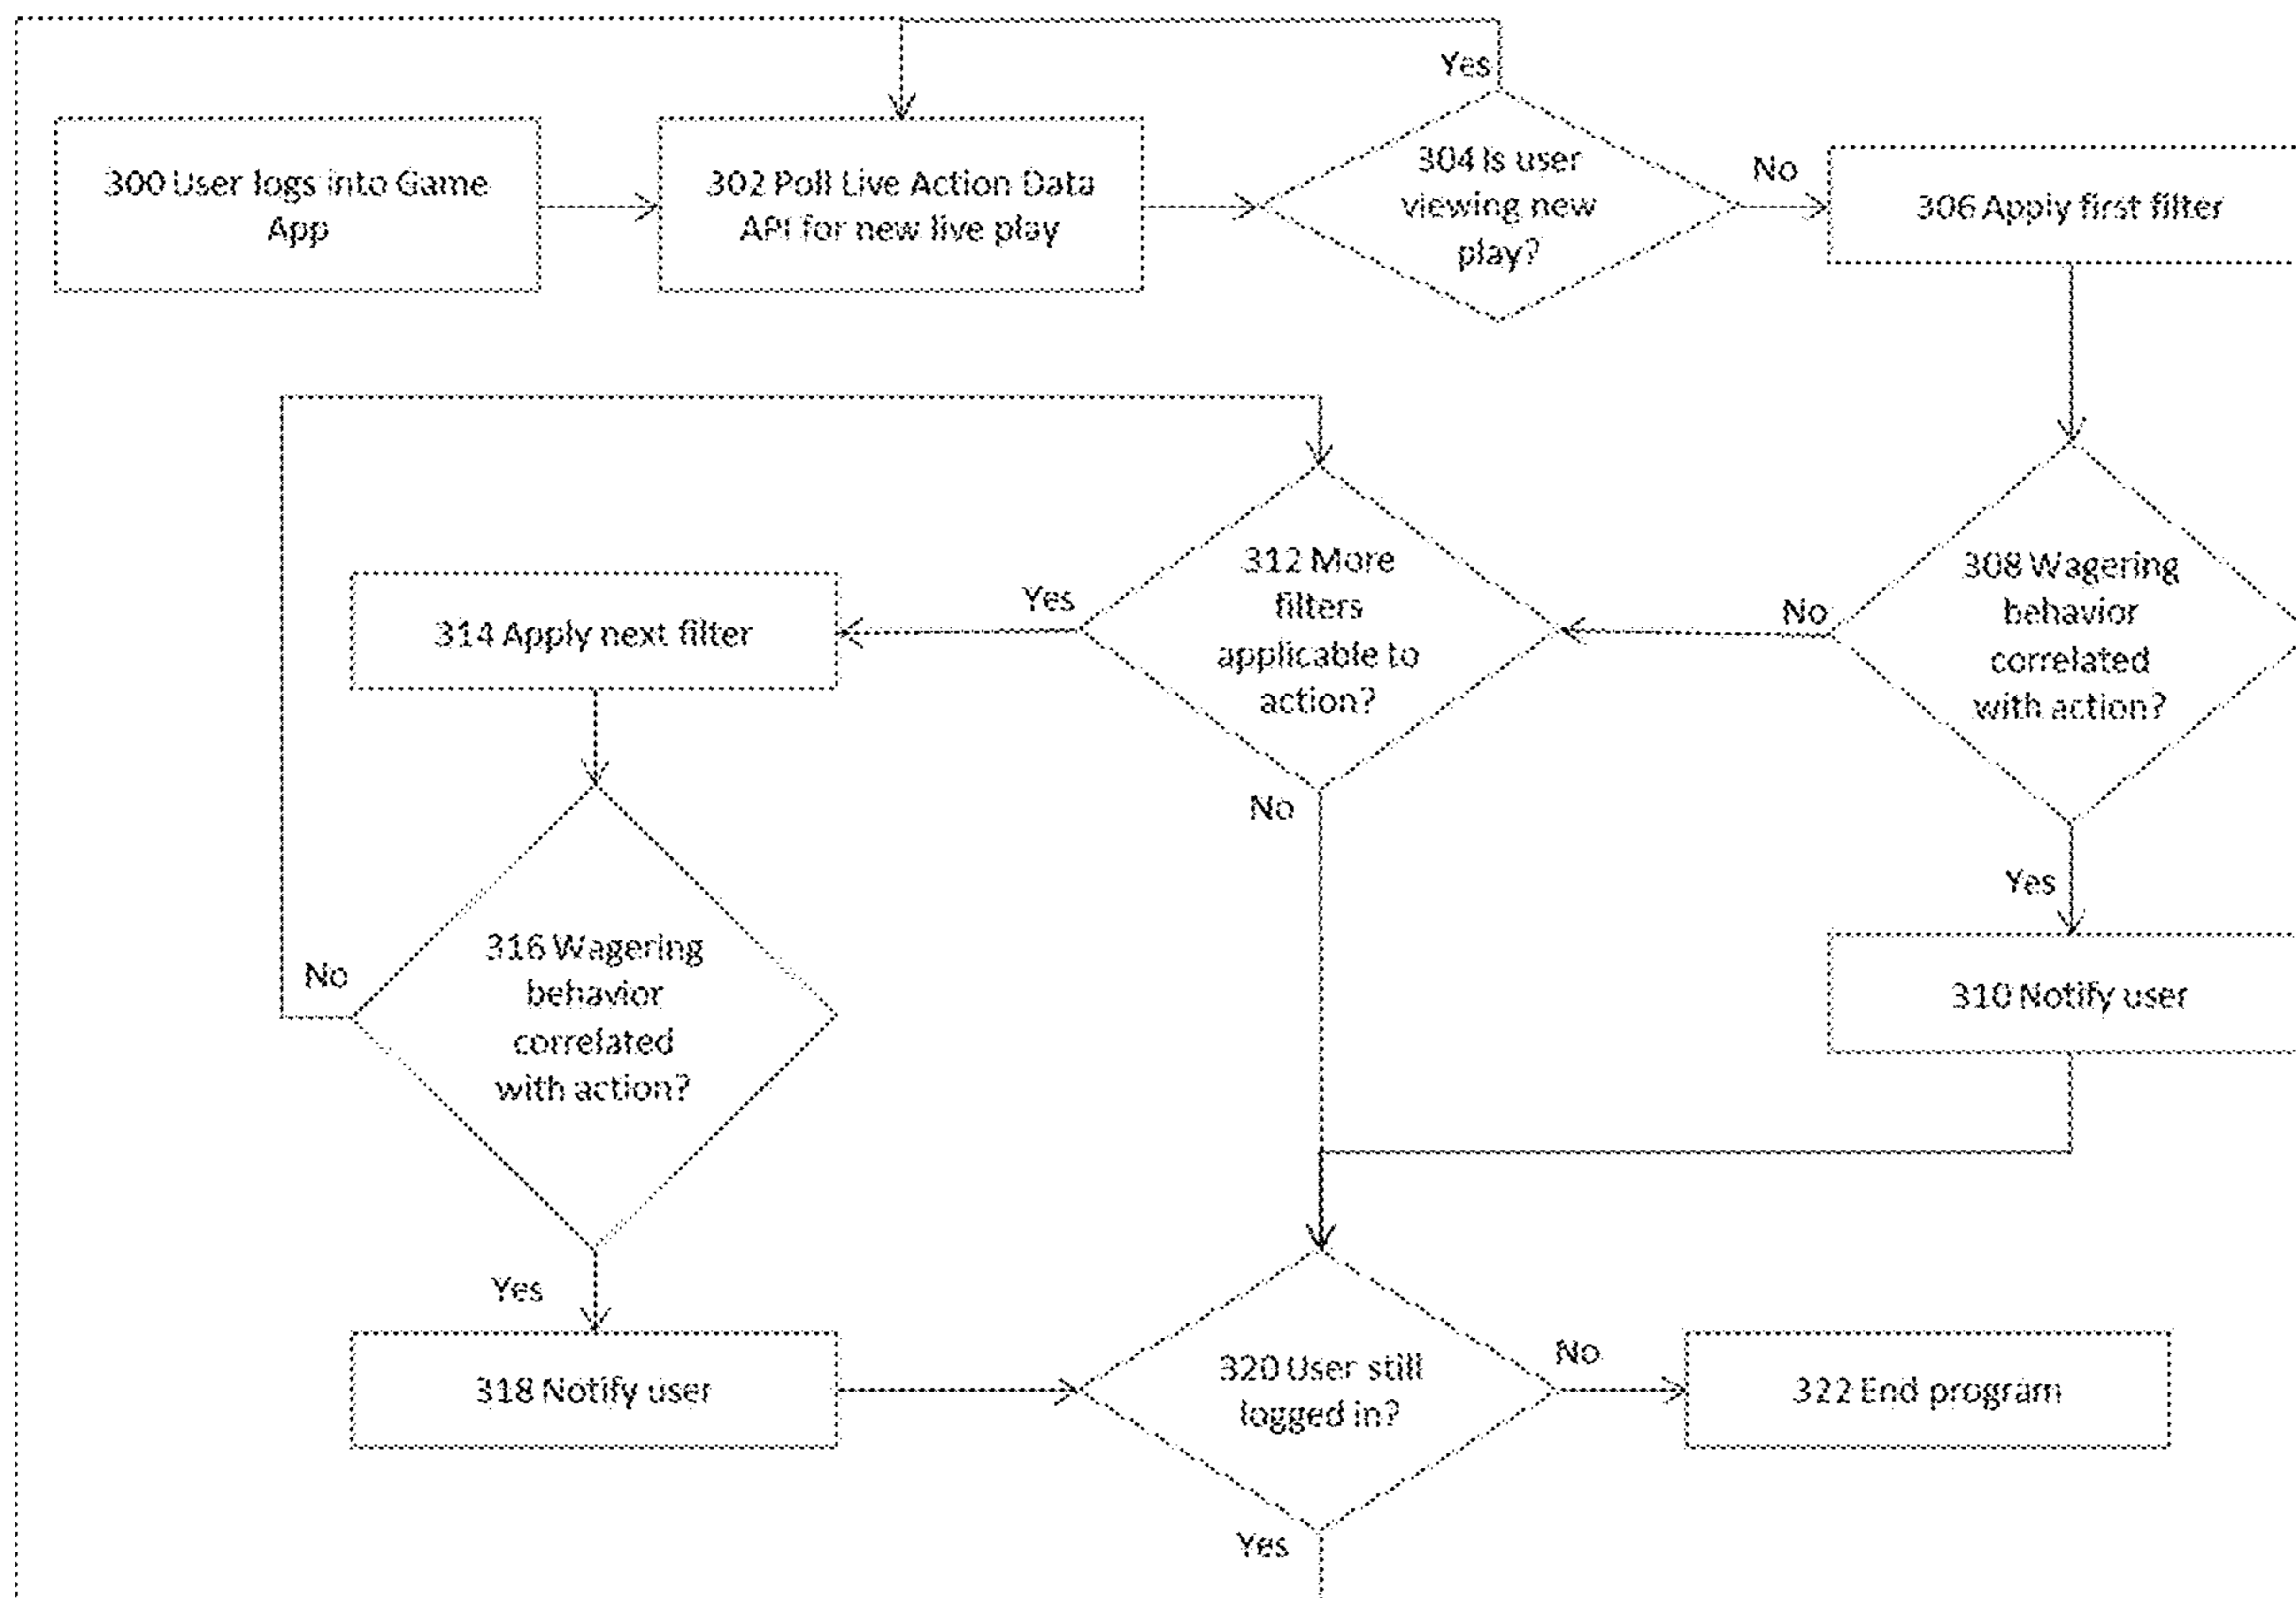 Yes
300 User logs into Game
App
302 Poll Live Action Data
API for new live play
304 Is user
viewing new
play?
No
306 Apply first filter
312 More
filters
applicable to
action?
Yes
No
314 Apply next filter
308 Wagering
behavior
correlated
with action?
No
Yes
316 Wagering
behavior
correlated
with action?
No
Yes
310 Notify user
318 Notify user
320 User still
logged in?
No
322 End program
Yes